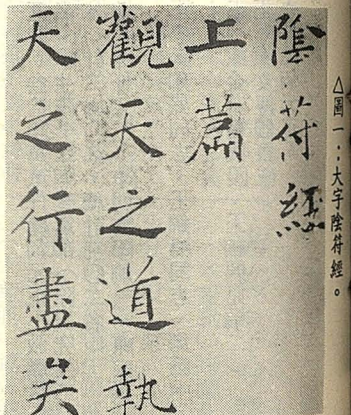 △圖一：大字陰符經。
陰符經
上篇
觀天之道執
天之行盡矣